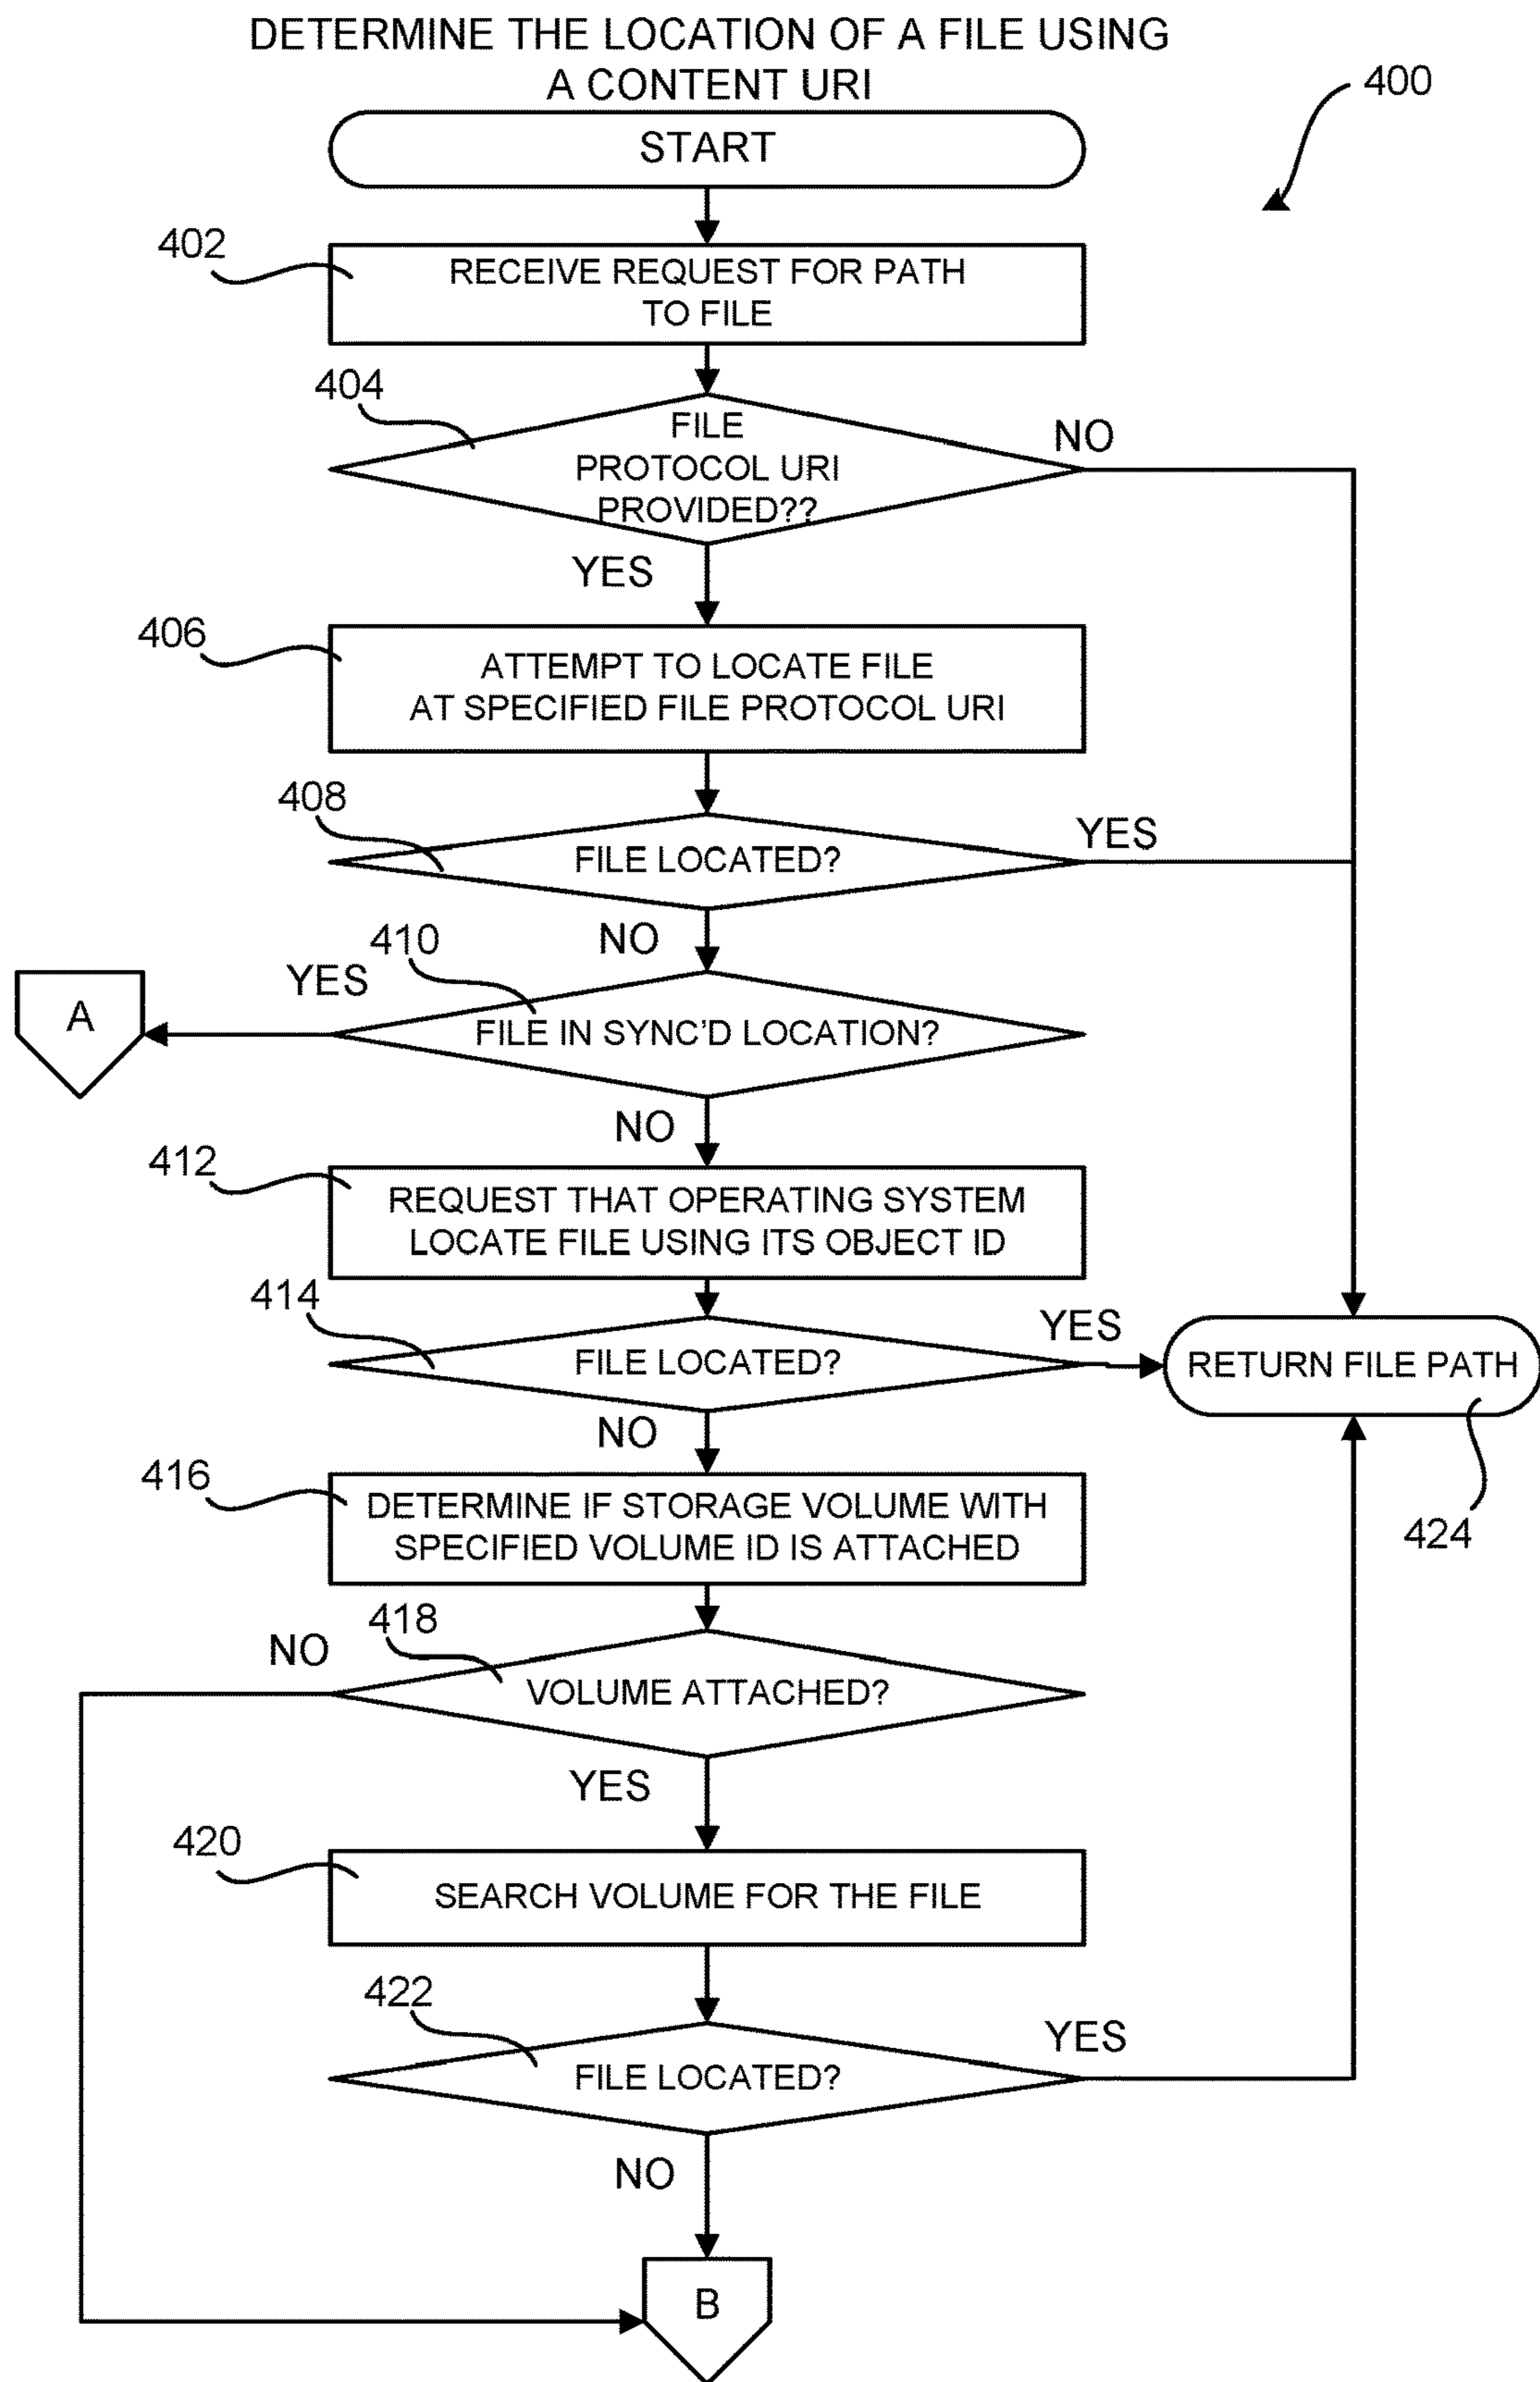 DETERMINE THE LOCATION OF A FILE USING
A CONTENT URI
400
START
402
RECEIVE REQUEST FOR PATH
TO FILE
404
FILE
PROTOCOL URI
PROVIDED??
NO
YES
406
ATTEMPT TO LOCATE FILE
AT SPECIFIED FILE PROTOCOL URI
408
FILE LOCATED?
YES
NO
410
YES
A
FILE IN SYNC'D LOCATION?
NO
412
REQUEST THAT OPERATING SYSTEM
LOCATE FILE USING ITS OBJECT ID
414
FILE LOCATED?
YES
RETURN FILE PATH
424
NO
416
DETERMINE IF STORAGE VOLUME WITH
SPECIFIED VOLUME ID IS ATTACHED
418
NO
VOLUME ATTACHED?
YES
420
SEARCH VOLUME FOR THE FILE
422
FILE LOCATED?
YES
NO
B